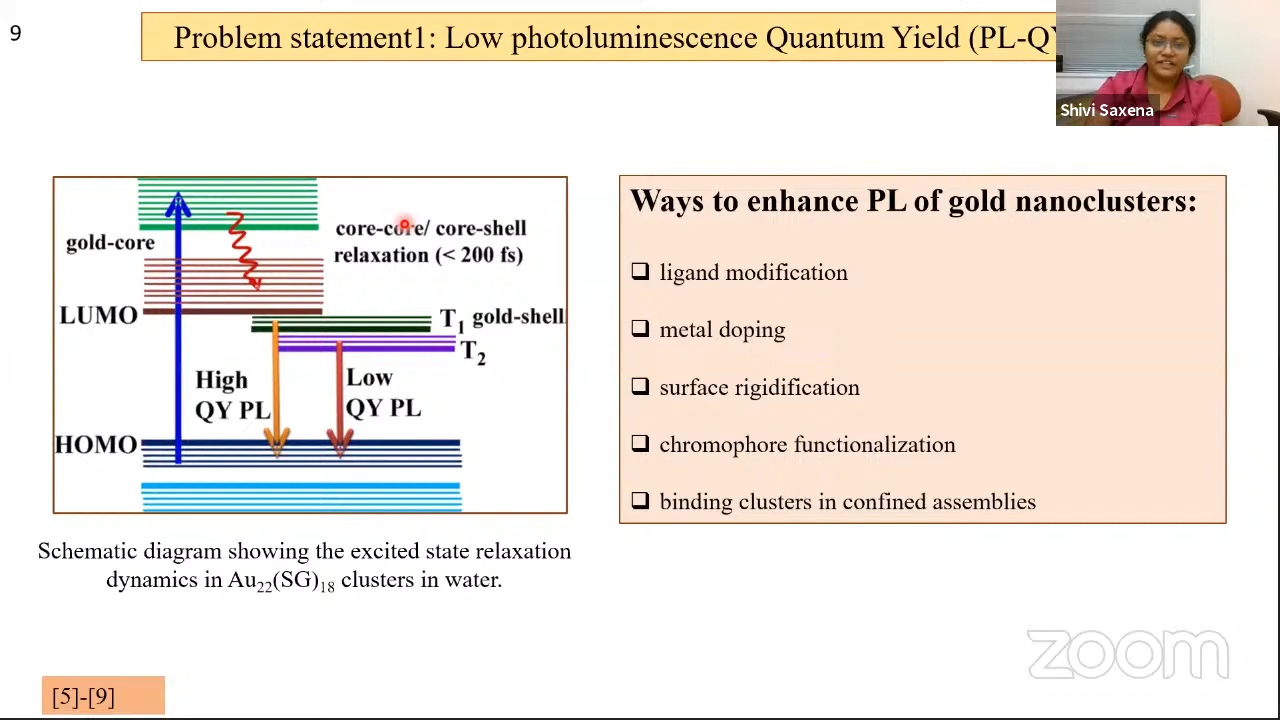 9
Problem statement1: Low photoluminescence Quantum Yield (PL-QY
Shivi Saxena
gold-core
core-core/ core-shell
relaxation (< 200 fs)
LUMO
T1 gold-shell
T2
High
QY PL
Low
QY PL
HOMO
Schematic diagram showing the excited state relaxation
dynamics in Au22(SG)18 clusters in water.
Ways to enhance PL of gold nanoclusters:
❑ ligand modification
❑ metal doping
❑ surface rigidification
❑ chromophore functionalization
❑ binding clusters in confined assemblies
zoom
[5]-[9]